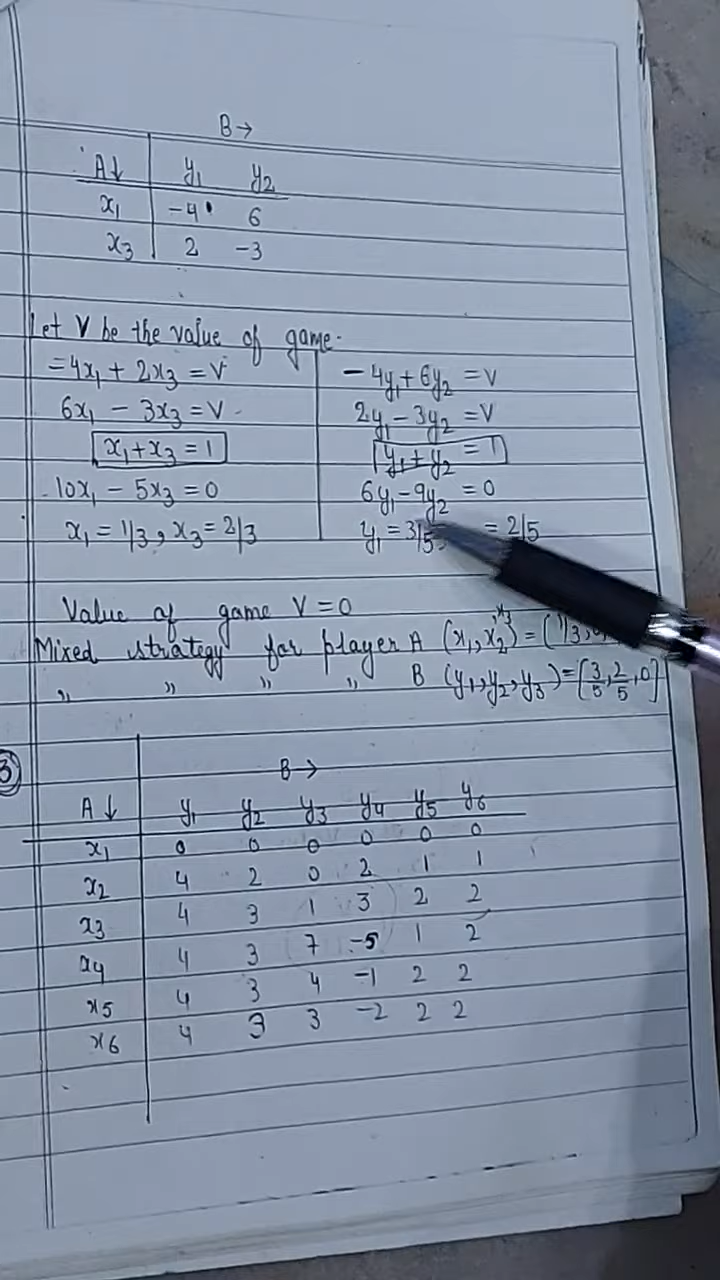 B→
A↓ y₁ y₂
x₁ -4 6
x₃ 2 -3
Let V be the value of game.
-4x₁ + 2x₃ = V
6x₁ - 3x₃ = V
x₁ + x₃ = 1
10x₁ - 5x₃ = 0
x₁ = 1/3, x₃ = 2/3
-4y₁ + 6y₂ = V
2y₁ - 3y₂ = V
y₁ + y₂ = 1
6y₁ - 9y₂ = 0
y₁ = 3/5 = 2/5
Value of game V = 0
Mixed strategy for player A (x₁, x₂, x₃) = (1/3,
" " " " B (y₁, y₂, y₃) = [3/5, 2/5, 0]
3
B→
A↓ y₁ y₂ y₃ y₄ y₅ y₆
x₁ 0 0 0 0 0 0
x₂ 4 2 0 2 1 1
x₃ 4 3 1 3 2 2
x₄ 4 3 7 -5 1 2
x₅ 4 3 4 -1 2 2
x₆ 4 3 3 -2 2 2